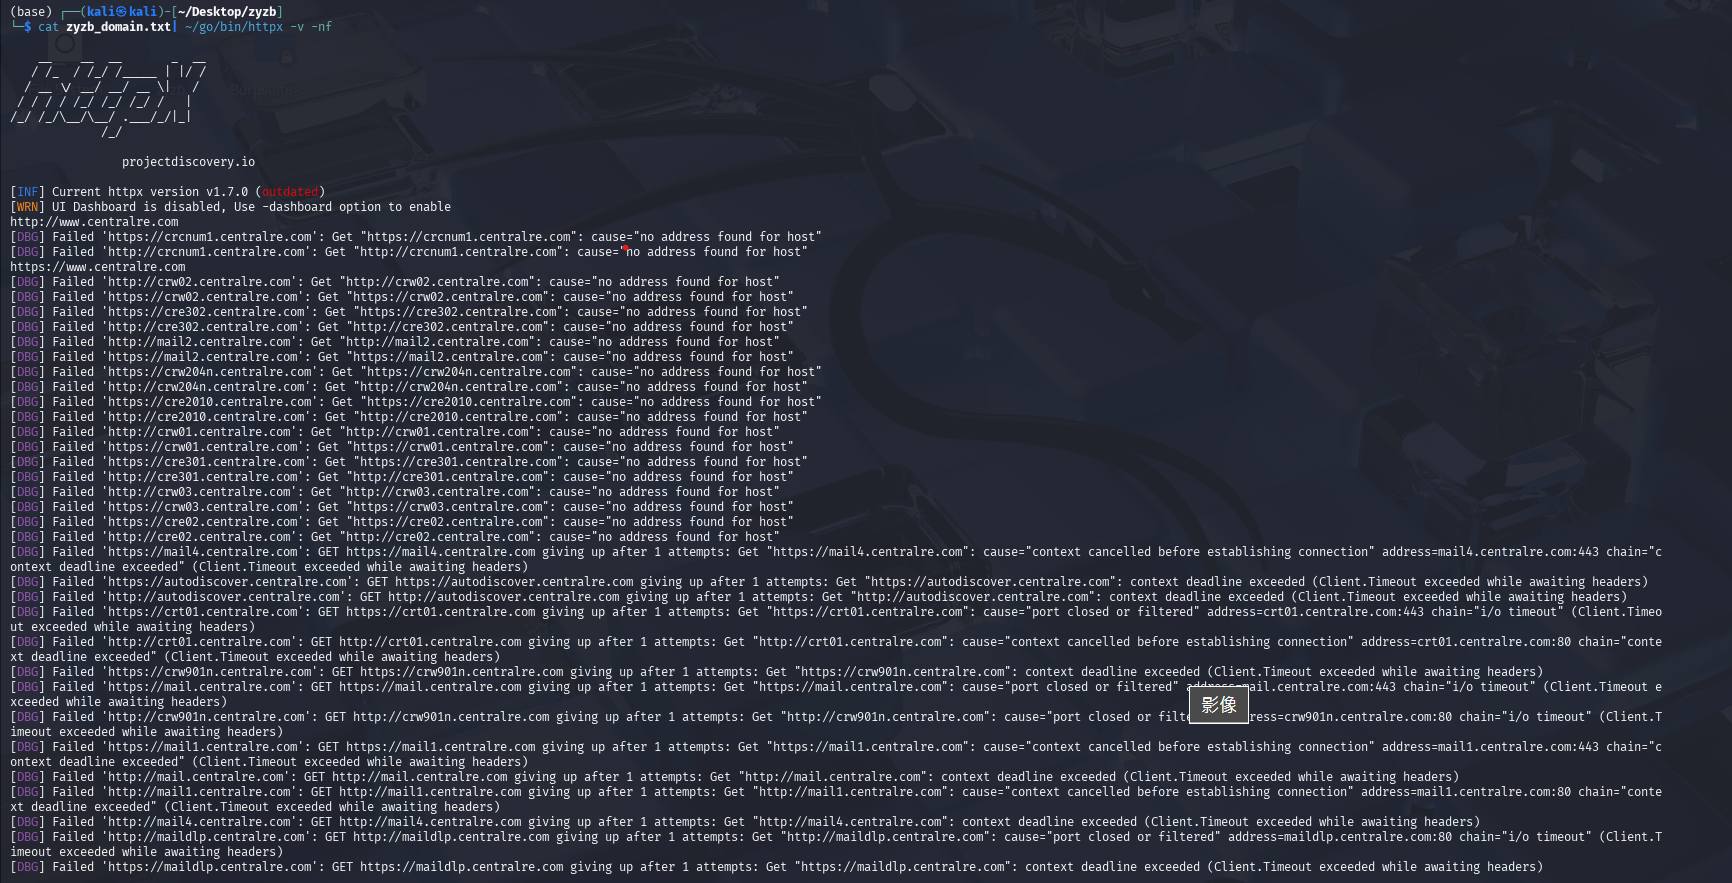 (base) ┌──(kali㉿kali)-[~/Desktop/zyzb]
└─$ cat zyzb_domain.txt| ~/go/bin/httpx -v -nf
    __    __  __       _  __
   / /_  / /_/ /_____ | |/ /
  / __ \/ __/ __/ __ \|   /
 / / / / /_/ /_/ /_/ /   |
/_/ /_/\__/\__/ .___/_/|_|
             /_/
projectdiscovery.io
[INF] Current httpx version v1.7.0 (outdated)
[WRN] UI Dashboard is disabled, Use -dashboard option to enable
http://www.centralre.com
[DBG] Failed 'https://crcnum1.centralre.com': Get "https://crcnum1.centralre.com": cause="no address found for host"
[DBG] Failed 'http://crcnum1.centralre.com': Get "http://crcnum1.centralre.com": cause="no address found for host"
https://www.centralre.com
[DBG] Failed 'http://crw02.centralre.com': Get "http://crw02.centralre.com": cause="no address found for host"
[DBG] Failed 'https://crw02.centralre.com': Get "https://crw02.centralre.com": cause="no address found for host"
[DBG] Failed 'https://cre302.centralre.com': Get "https://cre302.centralre.com": cause="no address found for host"
[DBG] Failed 'http://cre302.centralre.com': Get "http://cre302.centralre.com": cause="no address found for host"
[DBG] Failed 'http://mail2.centralre.com': Get "http://mail2.centralre.com": cause="no address found for host"
[DBG] Failed 'https://mail2.centralre.com': Get "https://mail2.centralre.com": cause="no address found for host"
[DBG] Failed 'https://crw204n.centralre.com': Get "https://crw204n.centralre.com": cause="no address found for host"
[DBG] Failed 'http://crw204n.centralre.com': Get "http://crw204n.centralre.com": cause="no address found for host"
[DBG] Failed 'https://cre2010.centralre.com': Get "https://cre2010.centralre.com": cause="no address found for host"
[DBG] Failed 'http://cre2010.centralre.com': Get "http://cre2010.centralre.com": cause="no address found for host"
[DBG] Failed 'http://crw01.centralre.com': Get "http://crw01.centralre.com": cause="no address found for host"
[DBG] Failed 'https://crw01.centralre.com': Get "https://crw01.centralre.com": cause="no address found for host"
[DBG] Failed 'https://cre301.centralre.com': Get "https://cre301.centralre.com": cause="no address found for host"
[DBG] Failed 'http://cre301.centralre.com': Get "http://cre301.centralre.com": cause="no address found for host"
[DBG] Failed 'http://crw03.centralre.com': Get "http://crw03.centralre.com": cause="no address found for host"
[DBG] Failed 'https://crw03.centralre.com': Get "https://crw03.centralre.com": cause="no address found for host"
[DBG] Failed 'https://cre02.centralre.com': Get "https://cre02.centralre.com": cause="no address found for host"
[DBG] Failed 'http://cre02.centralre.com': Get "http://cre02.centralre.com": cause="no address found for host"
[DBG] Failed 'https://mail4.centralre.com': GET https://mail4.centralre.com giving up after 1 attempts: Get "https://mail4.centralre.com": cause="context cancelled before establishing connection" address=mail4.centralre.com:443 chain="c
ontext deadline exceeded" (Client.Timeout exceeded while awaiting headers)
[DBG] Failed 'https://autodiscover.centralre.com': GET https://autodiscover.centralre.com giving up after 1 attempts: Get "https://autodiscover.centralre.com": context deadline exceeded (Client.Timeout exceeded while awaiting headers)
[DBG] Failed 'http://autodiscover.centralre.com': GET http://autodiscover.centralre.com giving up after 1 attempts: Get "http://autodiscover.centralre.com": context deadline exceeded (Client.Timeout exceeded while awaiting headers)
[DBG] Failed 'https://crt01.centralre.com': GET https://crt01.centralre.com giving up after 1 attempts: Get "https://crt01.centralre.com": cause="port closed or filtered" address=crt01.centralre.com:443 chain="i/o timeout" (Client.Timeo
ut exceeded while awaiting headers)
[DBG] Failed 'http://crt01.centralre.com': GET http://crt01.centralre.com giving up after 1 attempts: Get "http://crt01.centralre.com": cause="context cancelled before establishing connection" address=crt01.centralre.com:80 chain="conte
xt deadline exceeded" (Client.Timeout exceeded while awaiting headers)
[DBG] Failed 'https://crw901n.centralre.com': GET https://crw901n.centralre.com giving up after 1 attempts: Get "https://crw901n.centralre.com": context deadline exceeded (Client.Timeout exceeded while awaiting headers)
[DBG] Failed 'https://mail.centralre.com': GET https://mail.centralre.com giving up after 1 attempts: Get "https://mail.centralre.com": cause="port closed or filtered" address=mail.centralre.com:443 chain="i/o timeout" (Client.Timeout e
xceeded while awaiting headers)
影像
[DBG] Failed 'http://crw901n.centralre.com': GET http://crw901n.centralre.com giving up after 1 attempts: Get "http://crw901n.centralre.com": cause="port closed or filte ress=crw901n.centralre.com:80 chain="i/o timeout" (Client.T
imeout exceeded while awaiting headers)
[DBG] Failed 'https://mail1.centralre.com': GET https://mail1.centralre.com giving up after 1 attempts: Get "https://mail1.centralre.com": cause="context cancelled before establishing connection" address=mail1.centralre.com:443 chain="c
ontext deadline exceeded" (Client.Timeout exceeded while awaiting headers)
[DBG] Failed 'http://mail.centralre.com': GET http://mail.centralre.com giving up after 1 attempts: Get "http://mail.centralre.com": context deadline exceeded (Client.Timeout exceeded while awaiting headers)
[DBG] Failed 'http://mail1.centralre.com': GET http://mail1.centralre.com giving up after 1 attempts: Get "http://mail1.centralre.com": cause="context cancelled before establishing connection" address=mail1.centralre.com:80 chain="conte
xt deadline exceeded" (Client.Timeout exceeded while awaiting headers)
[DBG] Failed 'http://mail4.centralre.com': GET http://mail4.centralre.com giving up after 1 attempts: Get "http://mail4.centralre.com": context deadline exceeded (Client.Timeout exceeded while awaiting headers)
[DBG] Failed 'http://maildlp.centralre.com': GET http://maildlp.centralre.com giving up after 1 attempts: Get "http://maildlp.centralre.com": cause="port closed or filtered" address=maildlp.centralre.com:80 chain="i/o timeout" (Client.T
imeout exceeded while awaiting headers)
[DBG] Failed 'https://maildlp.centralre.com': GET https://maildlp.centralre.com giving up after 1 attempts: Get "https://maildlp.centralre.com": context deadline exceeded (Client.Timeout exceeded while awaiting headers)